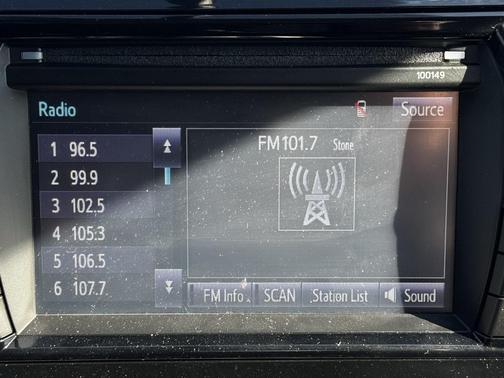 100149
Radio
Source
FM101.7 Stone
1 96.5
2 99.9
3 102.5
4 105.3
5 106.5
6 107.7
FM Info
SCAN
Station List
Sound